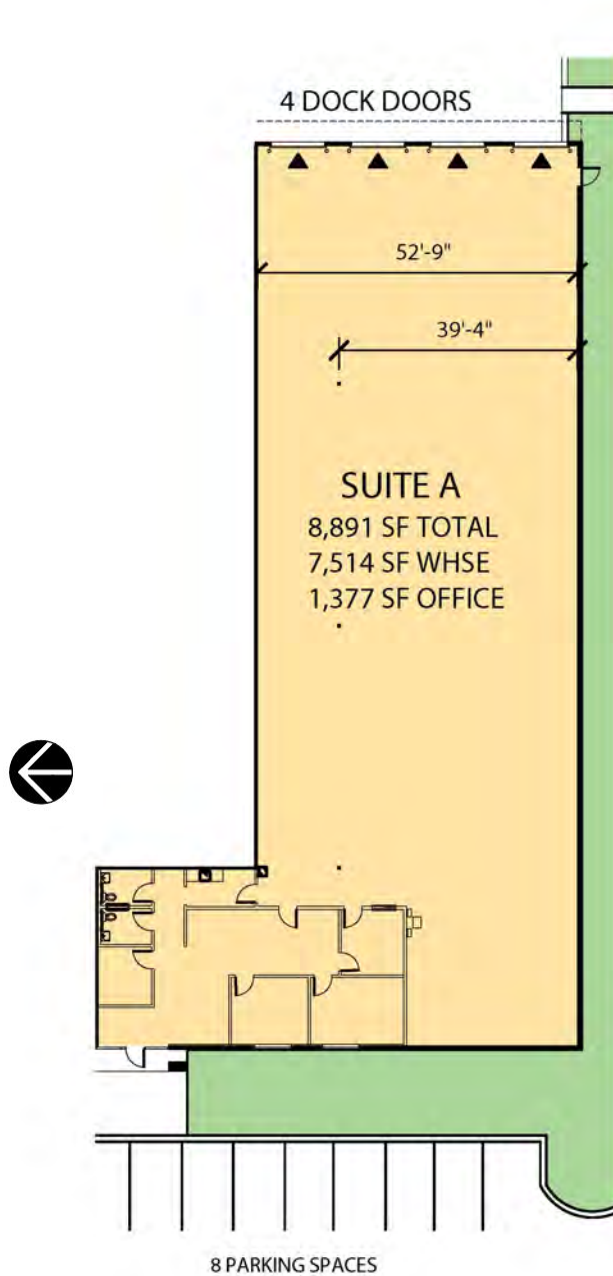 4 DOCK DOORS
52'-9"
39'-4"
SUITE A
8,891 SF TOTAL
7,514 SF WHSE
1,377 SF OFFICE
8 PARKING SPACES